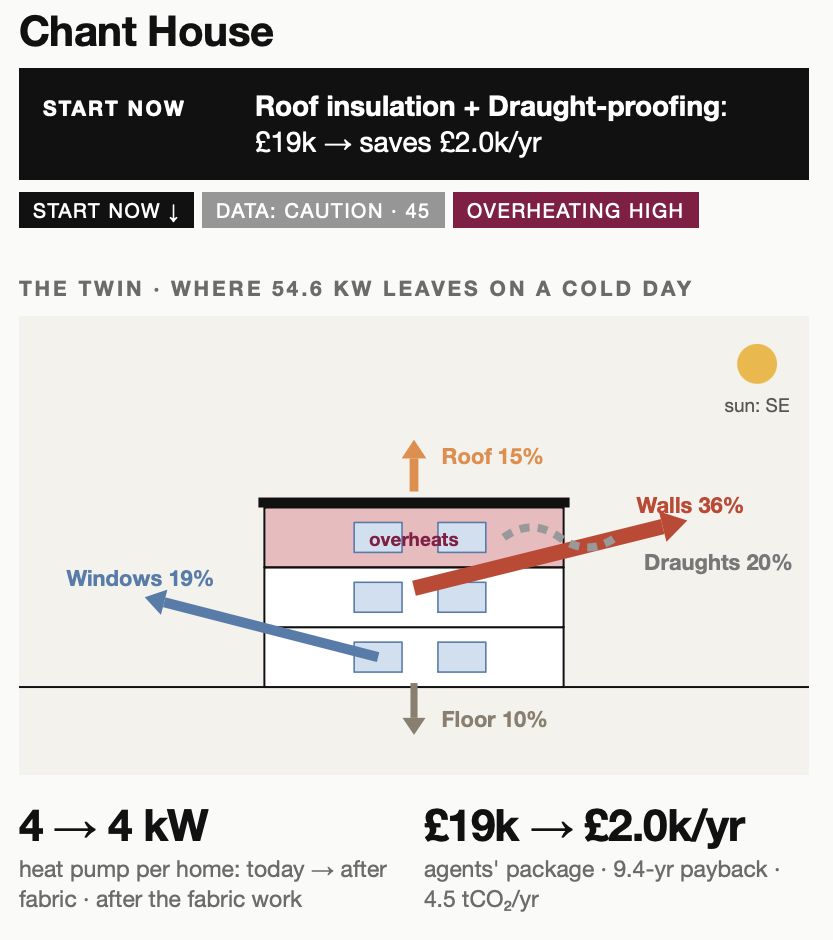 Chant House
START NOW
Roof insulation + Draught-proofing:
£19k → saves £2.0k/yr
START NOW ↓
DATA: CAUTION · 45
OVERHEATING HIGH
THE TWIN · WHERE 54.6 KW LEAVES ON A COLD DAY
sun: SE
Roof 15%
Walls 36%
overheats
Draughts 20%
Windows 19%
Floor 10%
4 → 4 kW
heat pump per home: today → after
fabric · after the fabric work
£19k → £2.0k/yr
agents' package · 9.4-yr payback ·
4.5 tCO₂/yr